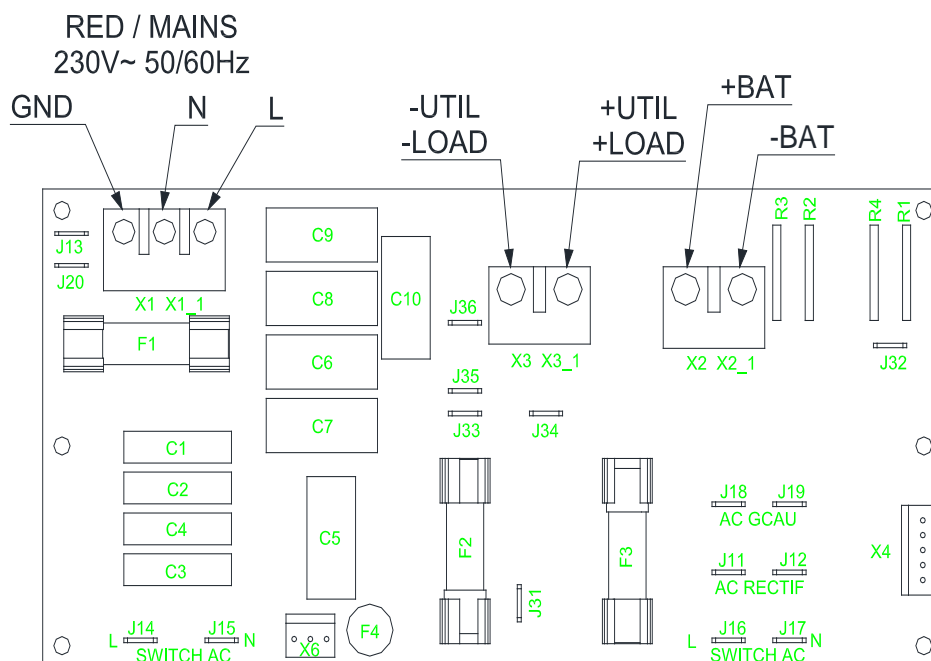 RED / MAINS
230V~ 50/60Hz
GND
N
L
-UTIL
-LOAD
+UTIL
+LOAD
+BAT
-BAT
J13
J20
X1 X1_1
F1
C9
C8
C10
C6
C7
J36
J35
J33
J34
X3 X3_1
X2 X2_1
R3
R2
R4
R1
J32
C1
C2
C4
C3
C5
F2
F3
J31
J18 J19
AC GCAU
J11 J12
AC RECTIF
X4
L J14 J15 N
SWITCH AC
X6
F4
L J16 J17 N
SWITCH AC